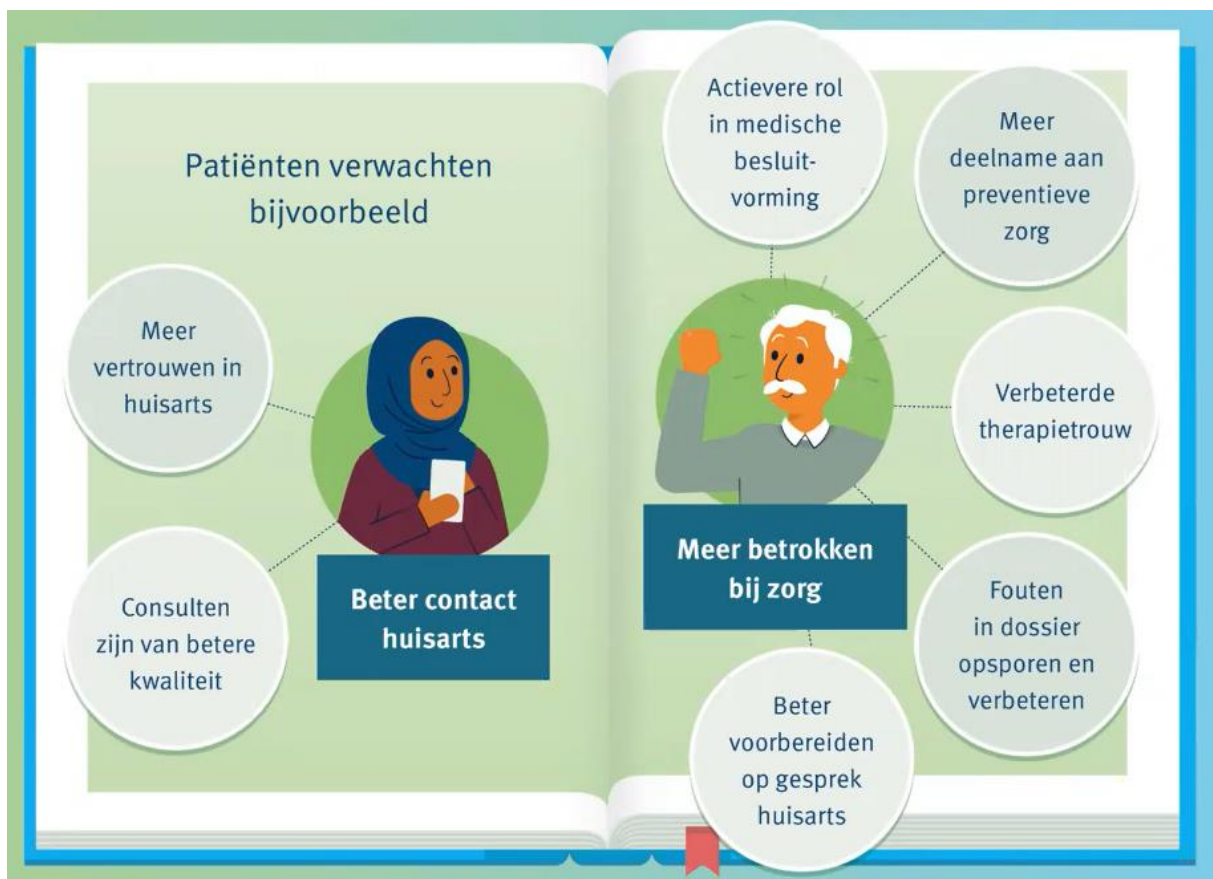 Patiënten verwachten
bijvoorbeeld
Meer
vertrouwen in
huisarts
Consulten
zijn van betere
kwaliteit
Beter contact
huisarts
Actievere rol
in medische
besluit-
vorming
Meer
deelname aan
preventieve
zorg
Verbeterde
therapietrouw
Fouten
in dossier
opsporen en
verbeteren
Beter
voorbereiden
op gesprek
huisarts
Meer betrokken
bij zorg